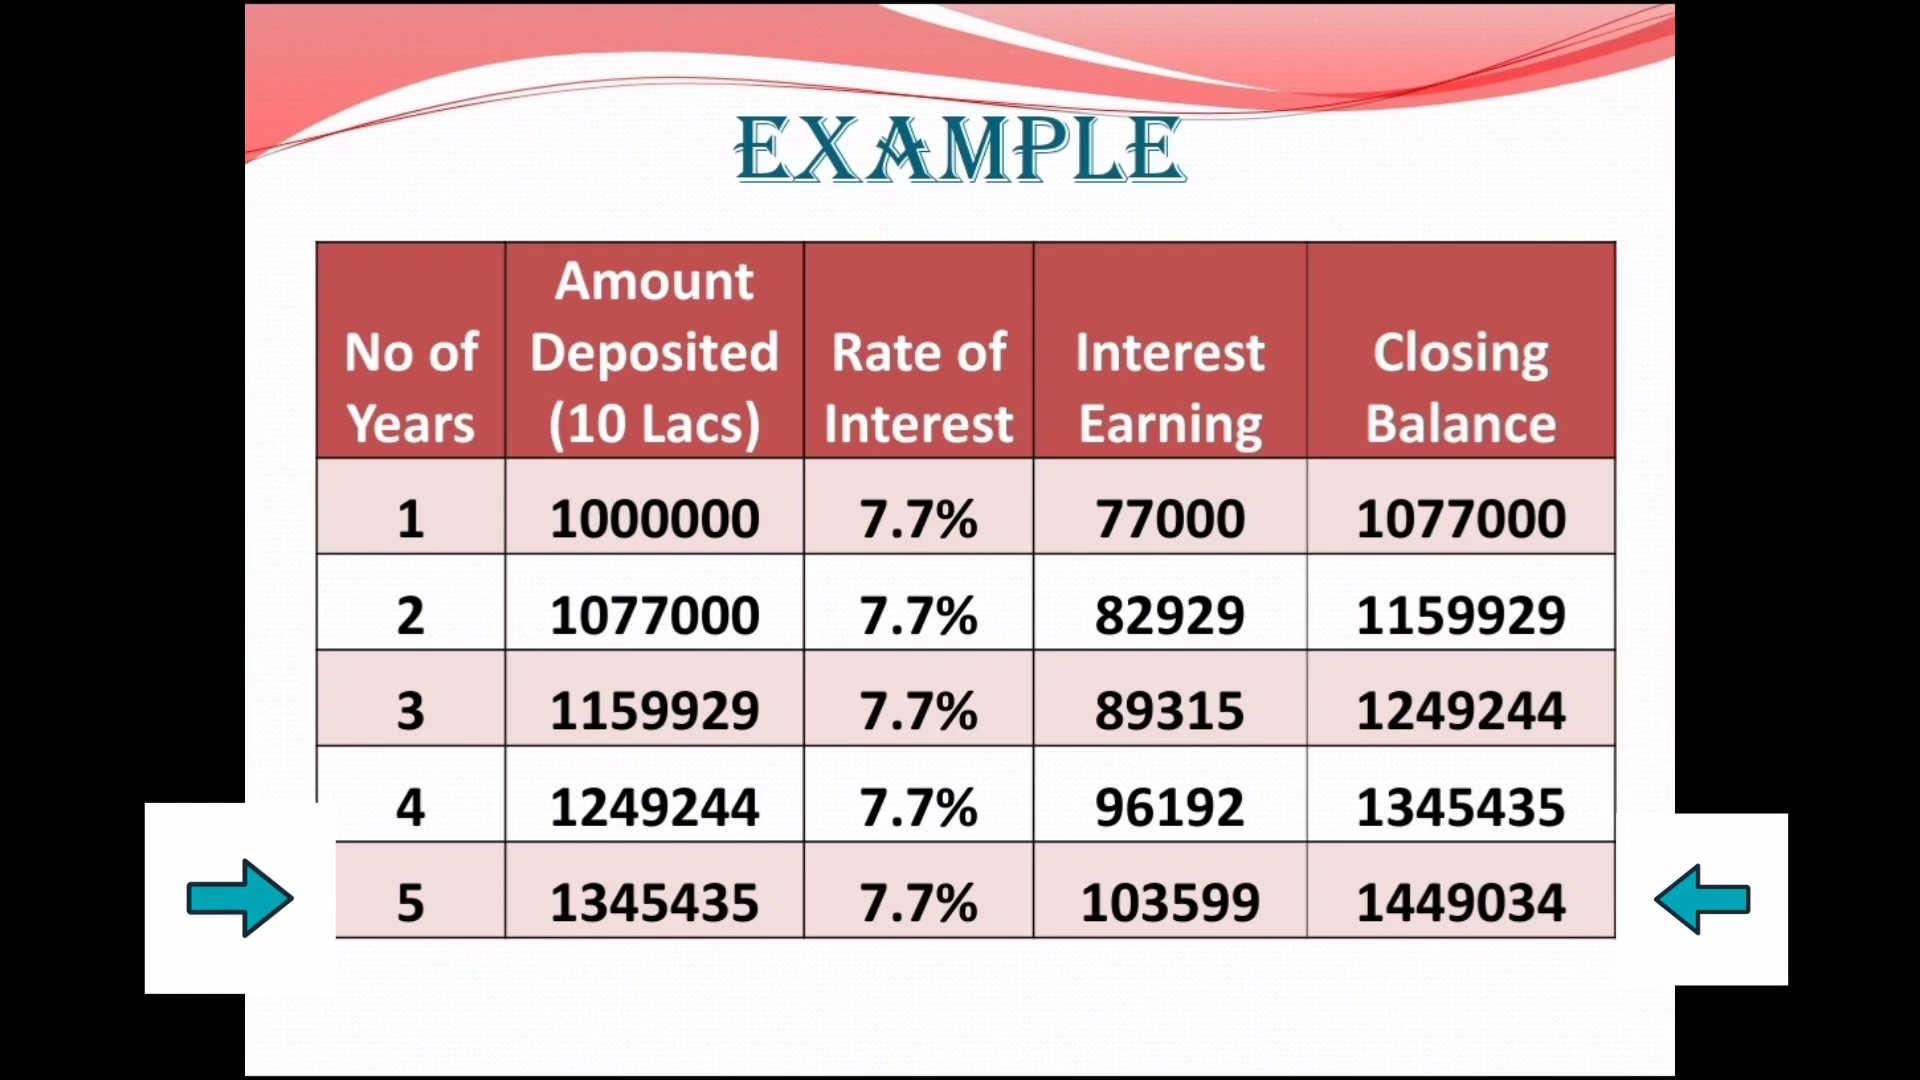 EXAMPLE
No of Years Amount Deposited (10 Lacs) Rate of Interest Interest Earning Closing Balance
1 1000000 7.7% 77000 1077000
2 1077000 7.7% 82929 1159929
3 1159929 7.7% 89315 1249244
4 1249244 7.7% 96192 1345435
5 1345435 7.7% 103599 1449034